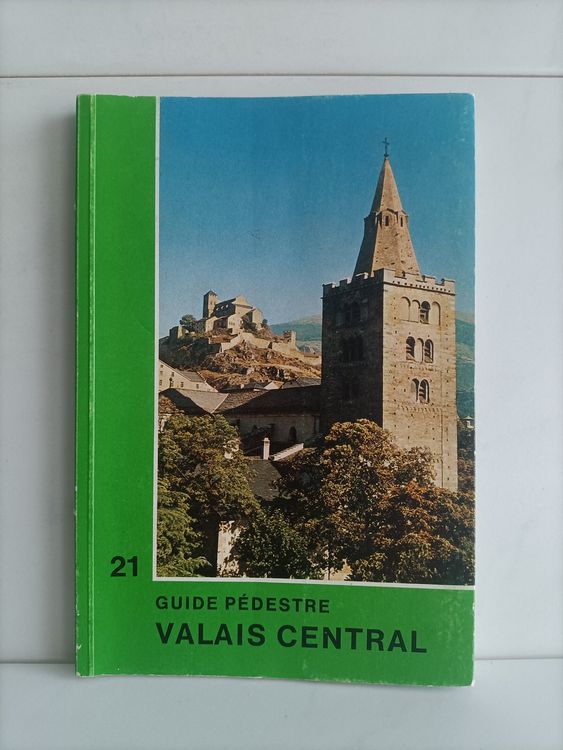 21
GUIDE PÉDESTRE
VALAIS CENTRAL